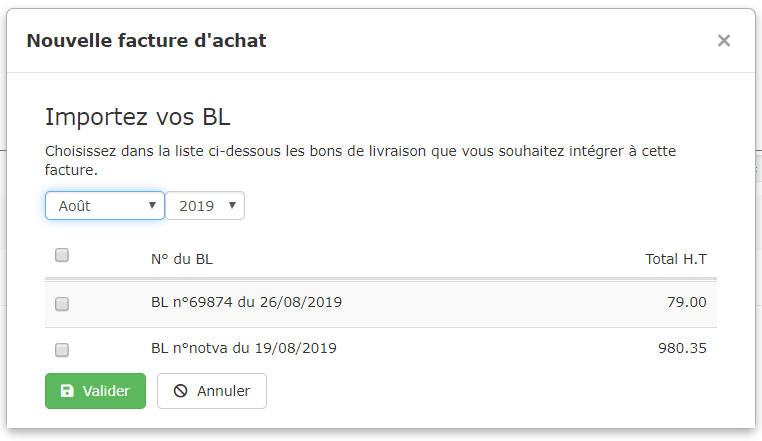 Nouvelle facture d'achat
Importez vos BL
Choisissez dans la liste ci-dessous les bons de livraison que vous souhaitez intégrer à cette
facture.
Août 2019
N° du BL Total H.T
BL n°69874 du 26/08/2019 79.00
BL n°notva du 19/08/2019 980.35
Valider Annuler